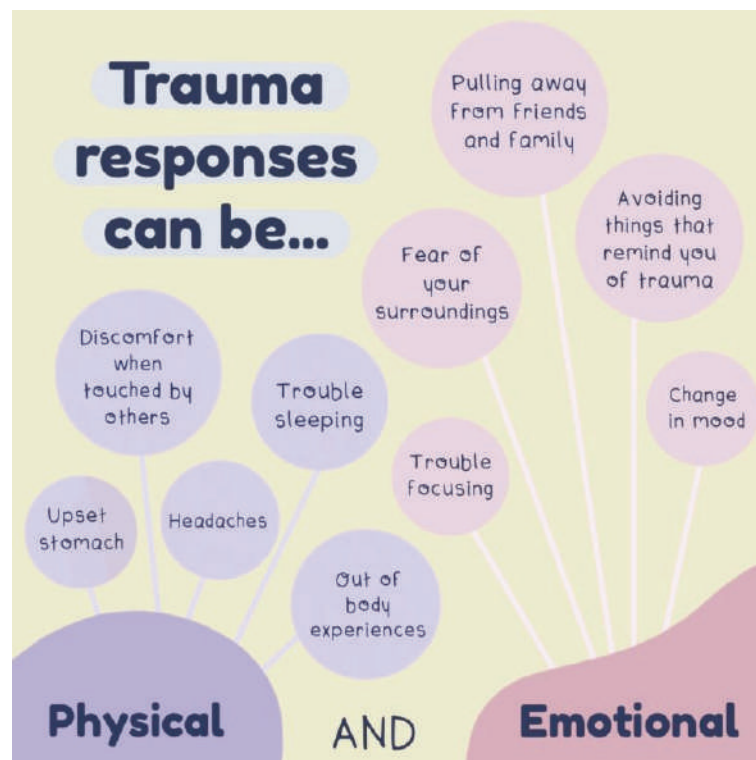 Trauma
responses
can be...
Pulling away
from friends
and family
Avoiding
things that
remind you
of trauma
Fear of
your
surroundings
Change
in mood
Trouble
focusing
Discomfort
when
touched by
others
Trouble
sleeping
Upset
stomach
Headaches
Out of
body
experiences
Physical
AND
Emotional